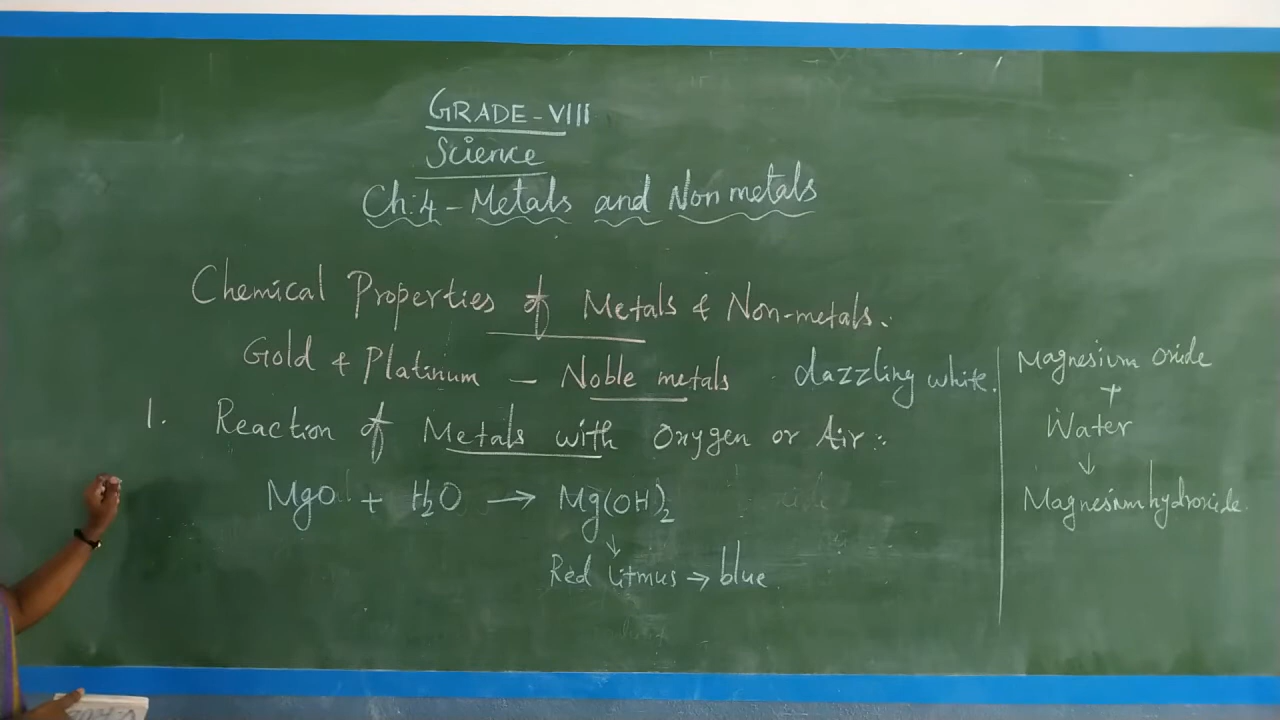 GRADE-VIII
Science
Ch:4 - Metals and Nonmetals
Chemical Properties of Metals & Non-metals.
Gold & Platinum — Noble metals
dazzling white.
1. Reaction of Metals with Oxygen or Air:
MgO + H2O → Mg(OH)2
↓
Red litmus → blue
Magnesium oxide
+
Water
↓
Magnesium hydroxide.